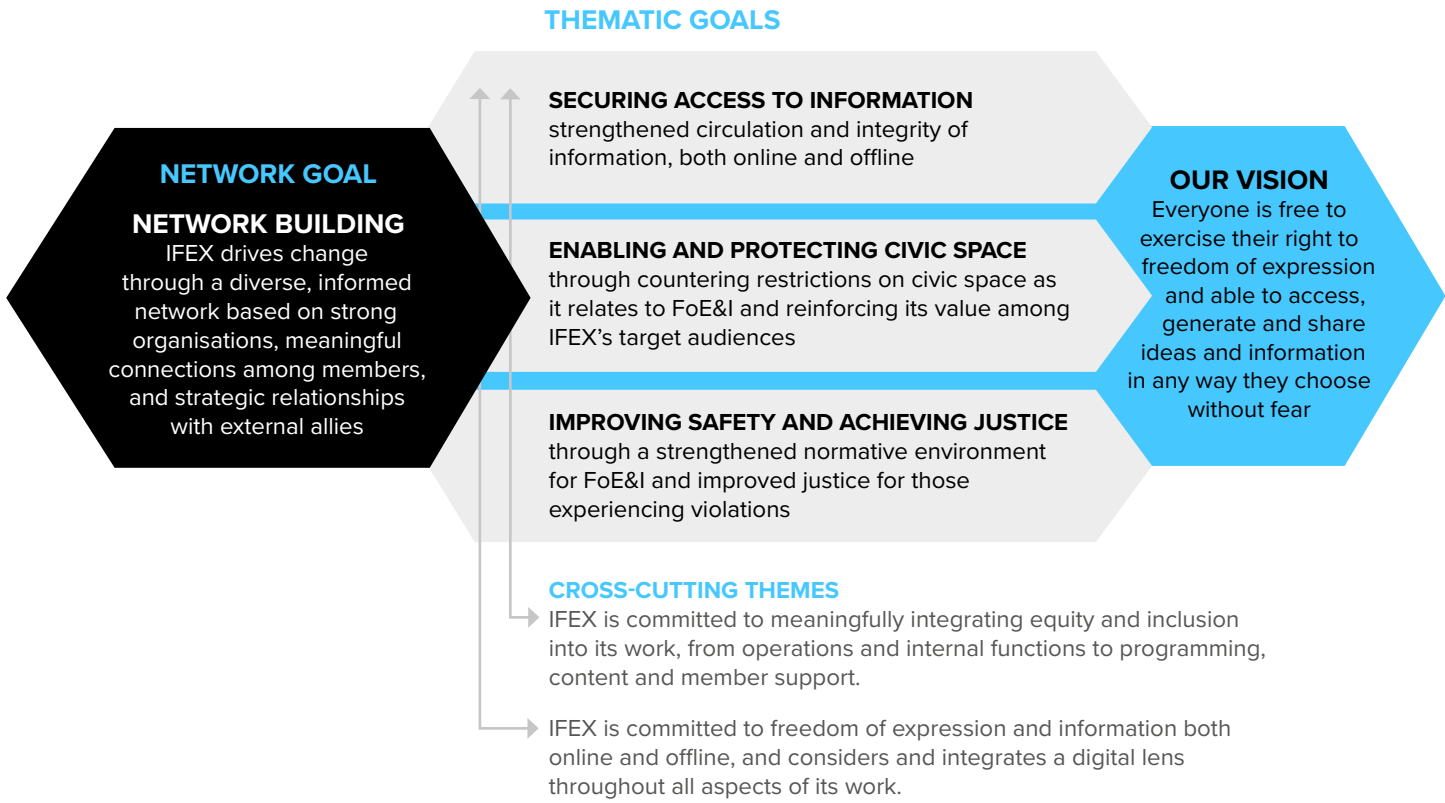 THEMATIC GOALS
NETWORK GOAL
NETWORK BUILDING
IFEX drives change
through a diverse, informed
network based on strong
organisations, meaningful
connections among members,
and strategic relationships
with external allies
SECURING ACCESS TO INFORMATION
strengthened circulation and integrity of
information, both online and offline
ENABLING AND PROTECTING CIVIC SPACE
through countering restrictions on civic space as
it relates to FoE&I and reinforcing its value among
IFEX's target audiences
IMPROVING SAFETY AND ACHIEVING JUSTICE
through a strengthened normative environment
for FoE&I and improved justice for those
experiencing violations
OUR VISION
Everyone is free to
exercise their right to
freedom of expression
and able to access,
generate and share
ideas and information
in any way they choose
without fear
CROSS-CUTTING THEMES
IFEX is committed to meaningfully integrating equity and inclusion
into its work, from operations and internal functions to programming,
content and member support.
IFEX is committed to freedom of expression and information both
online and offline, and considers and integrates a digital lens
throughout all aspects of its work.